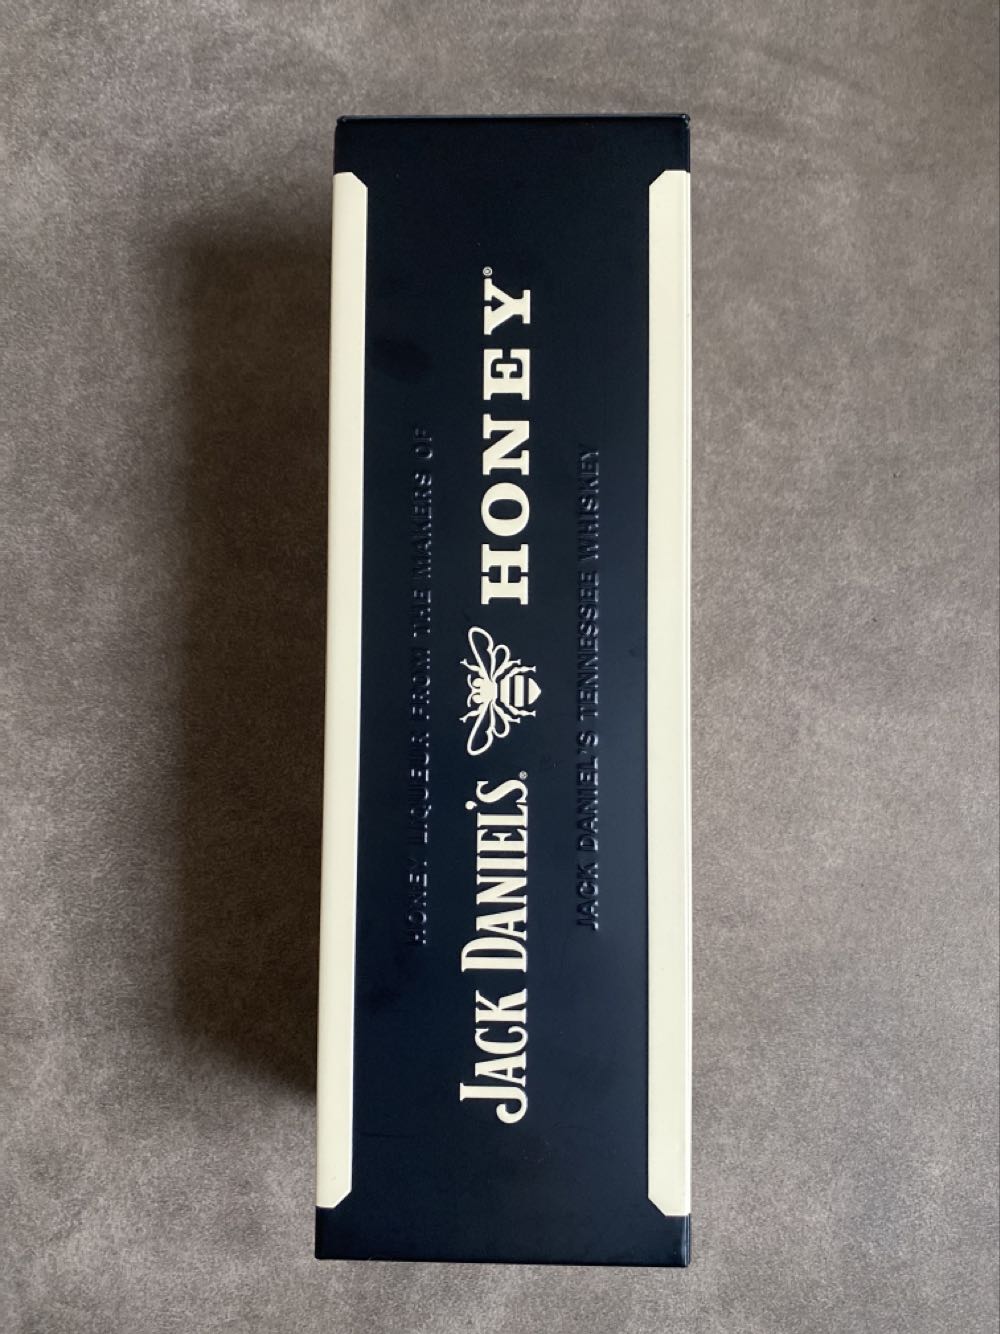 HONEY LIQUEUR FROM THE MAKERS OF
JACK DANIEL'S® HONEY®
JACK DANIEL'S TENNESSEE WHISKEY